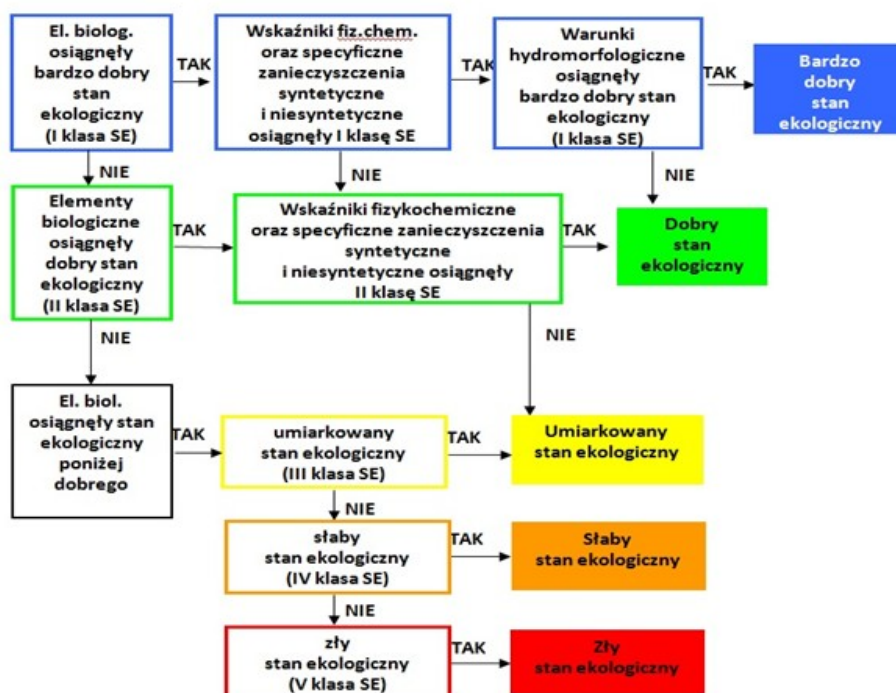 El. biolog.
osiągnęły
bardzo dobry
stan
ekologiczny
(I klasa SE)
TAK
Wskaźniki fiz.chem.
oraz specyficzne
zanieczyszczenia
syntetyczne
i niesyntetyczne
osiągnęły I klasę SE
TAK
Warunki
hydromorfologiczne
osiągnęły
bardzo dobry stan
ekologiczny
(I klasa SE)
TAK
Bardzo
dobry
stan
ekologiczny
NIE
NIE
NIE
Elementy
biologiczne
osiągnęły
dobry stan
ekologiczny
(II klasa SE)
TAK
Wskaźniki fizykochemiczne
oraz specyficzne zanieczyszczenia
syntetyczne
i niesyntetyczne osiągnęły
II klasę SE
TAK
Dobry
stan
ekologiczny
NIE
NIE
El. biol.
osiągnęły stan
ekologiczny
poniżej
dobrego
TAK
umiarkowany
stan ekologiczny
(III klasa SE)
TAK
Umiarkowany
stan ekologiczny
NIE
słaby
stan ekologiczny
(IV klasa SE)
TAK
Słaby
stan ekologiczny
NIE
zły
stan ekologiczny
(V klasa SE)
TAK
Zły
stan ekologiczny